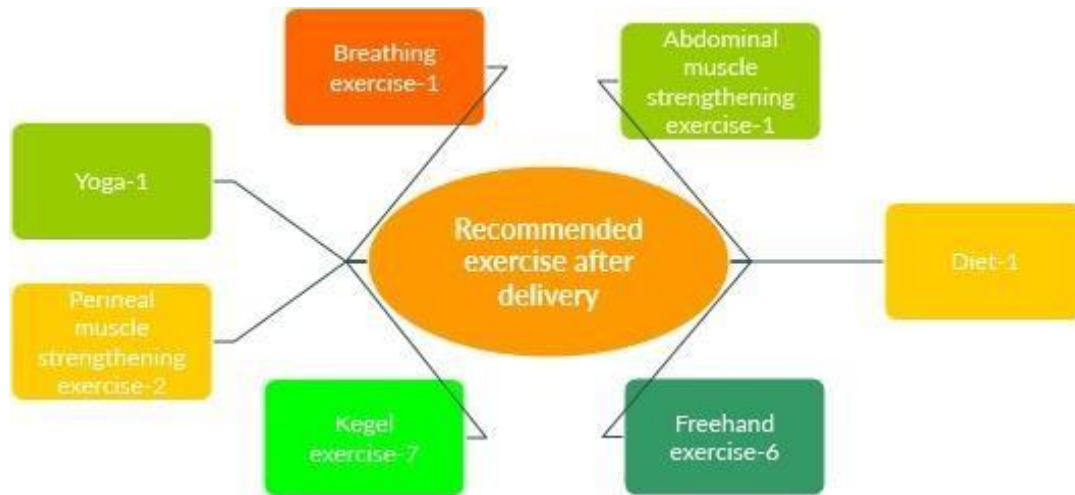 Breathing
exercise-1
Abdominal
muscle
strengthening
exercise-1
Yoga-1
Recommended
exercise after
delivery
Diet-1
Perineal
muscle
strengthening
exercise-2
Kegel
exercise-7
Freehand
exercise-6